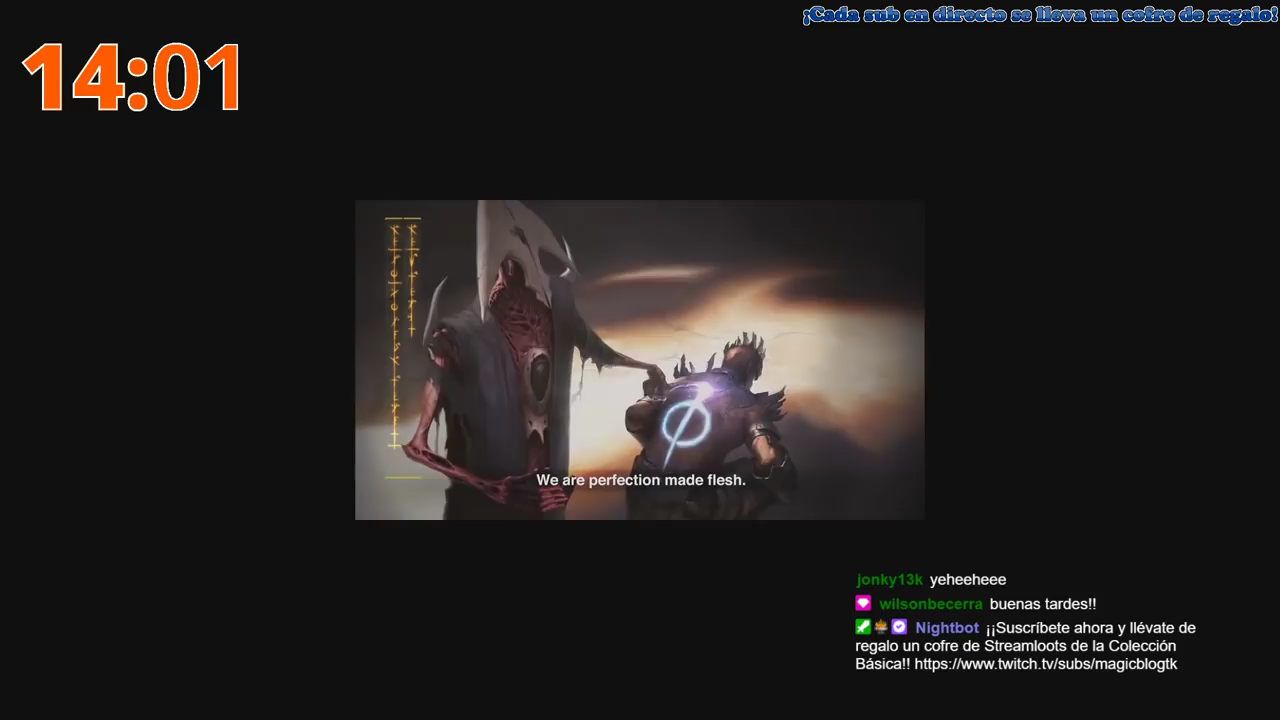 ¡Cada sub en directo se lleva un cofre de regalo!
14:01
We are perfection made flesh.
jonky13k yeheeheee
wilsonbecerra buenas tardes!!
Nightbot ¡¡Suscríbete ahora y llévate de
regalo un cofre de Streamloots de la Colección
Básica!! https://www.twitch.tv/subs/magicblogtk